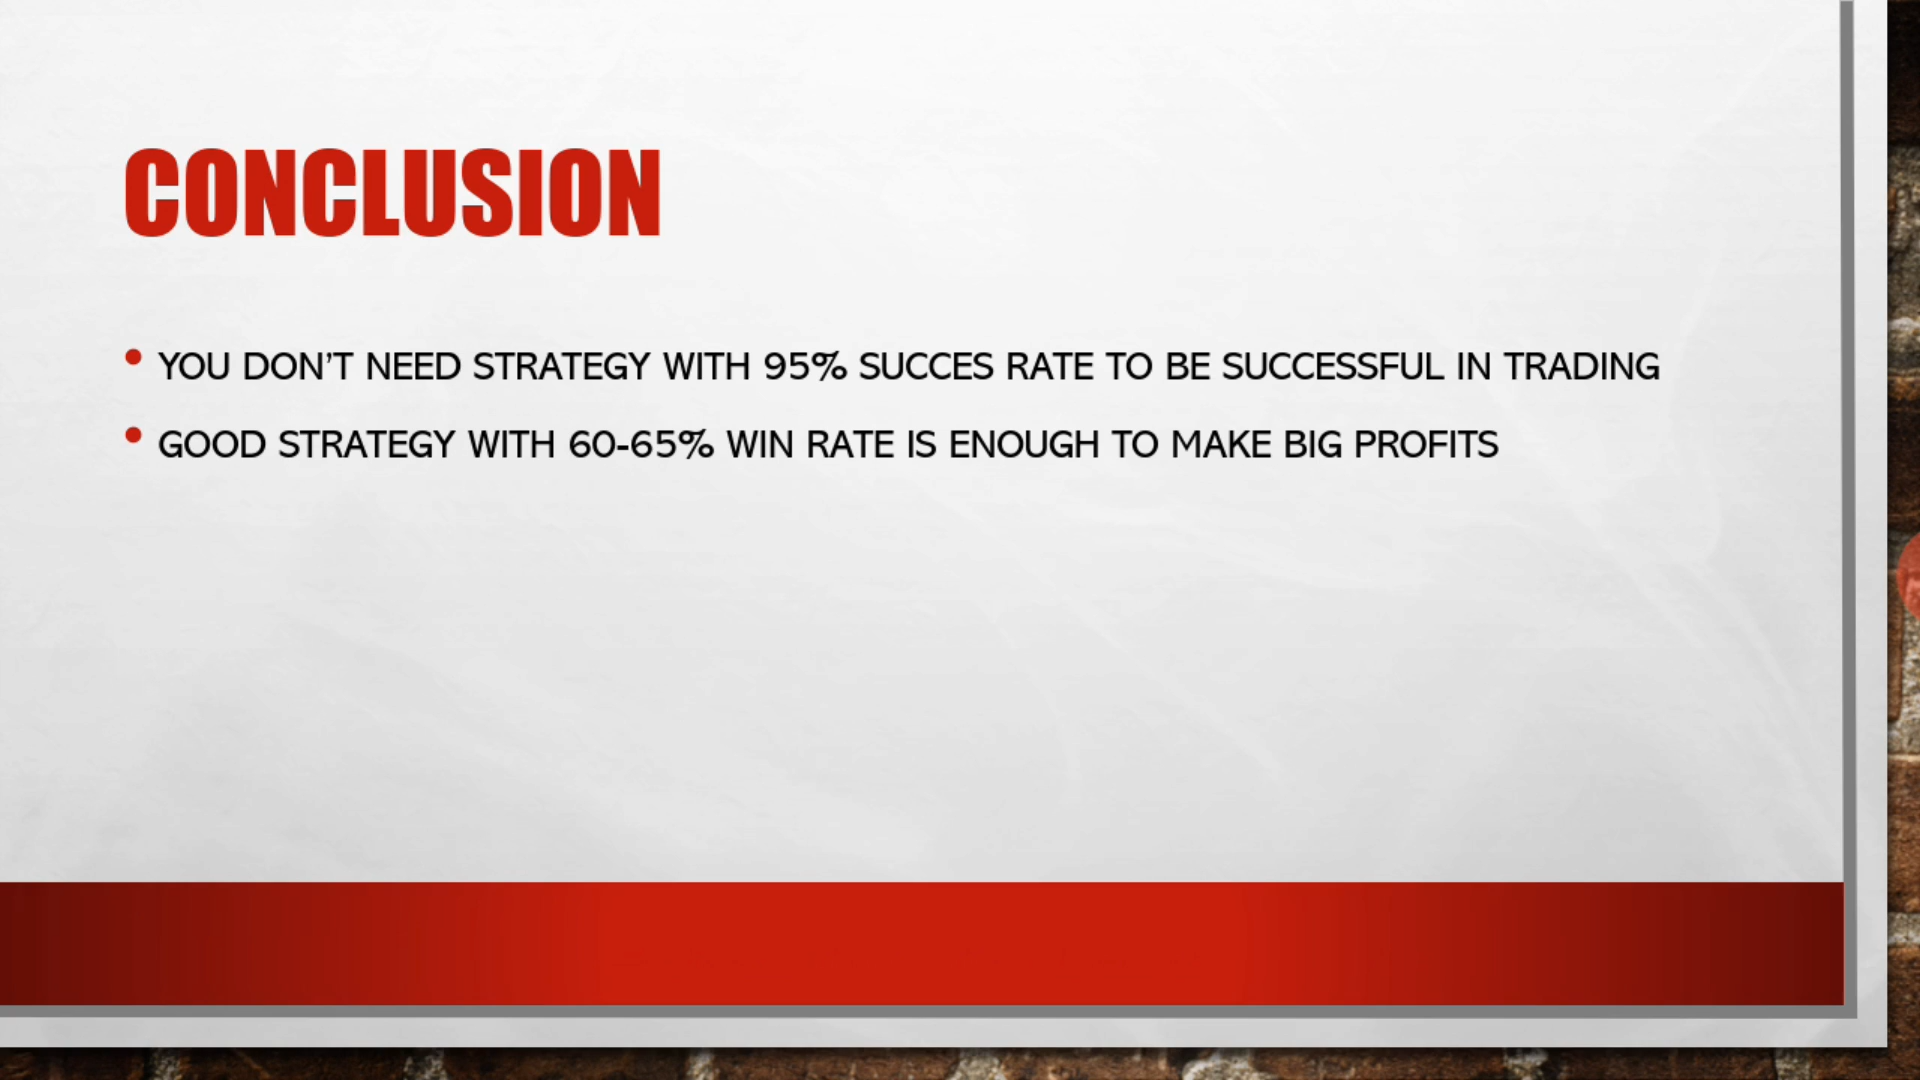 CONCLUSION
• YOU DON’T NEED STRATEGY WITH 95% SUCCES RATE TO BE SUCCESSFUL IN TRADING
• GOOD STRATEGY WITH 60-65% WIN RATE IS ENOUGH TO MAKE BIG PROFITS